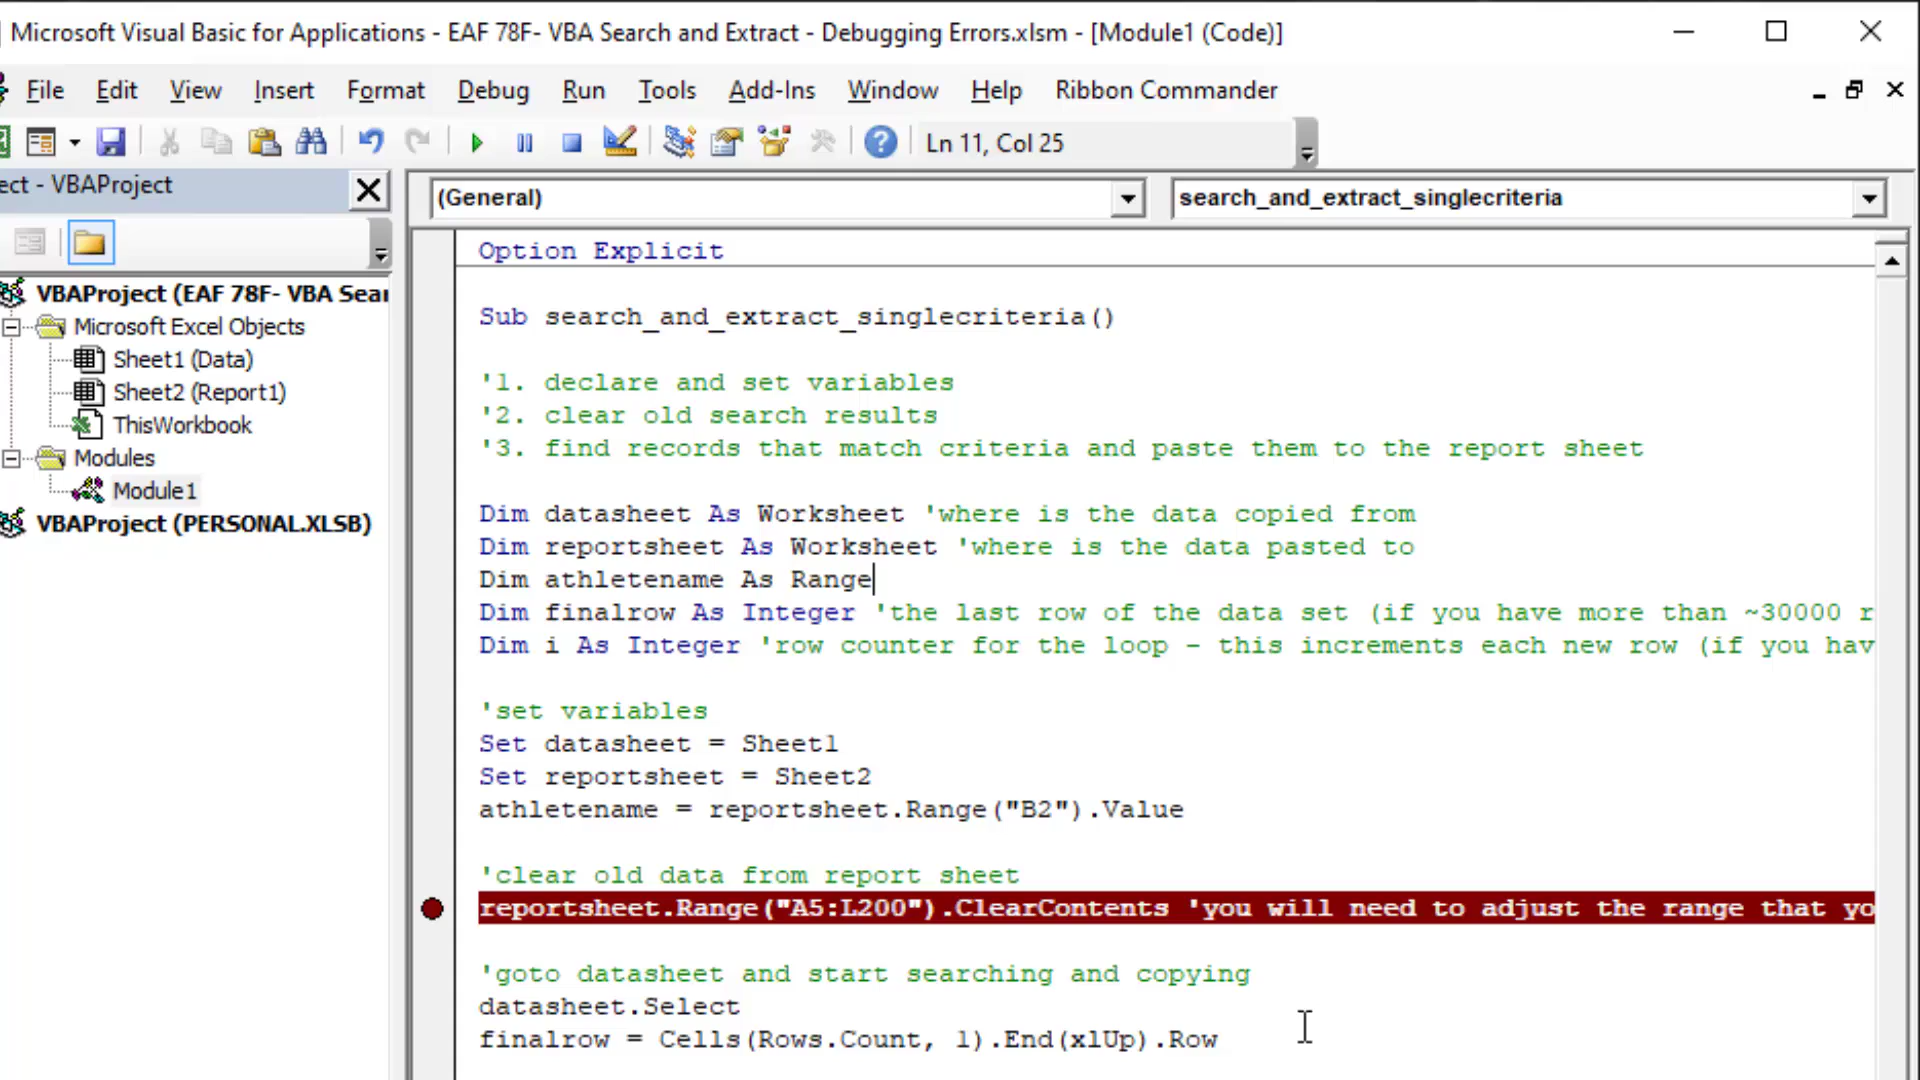 Microsoft Visual Basic for Applications - EAF 78F- VBA Search and Extract - Debugging Errors.xlsm - [Module1 (Code)]
File Edit View Insert Format Debug Run Tools Add-Ins Window Help Ribbon Commander
Ln 11, Col 25
ect - VBAProject
(General)
search_and_extract_singlecriteria
VBAProject (EAF 78F- VBA Sear
Microsoft Excel Objects
Sheet1 (Data)
Sheet2 (Report1)
ThisWorkbook
Modules
Module1
VBAProject (PERSONAL.XLSB)
Option Explicit
Sub search_and_extract_singlecriteria()
'1. declare and set variables
'2. clear old search results
'3. find records that match criteria and paste them to the report sheet
Dim datasheet As Worksheet 'where is the data copied from
Dim reportsheet As Worksheet 'where is the data pasted to
Dim athletename As Range
Dim finalrow As Integer 'the last row of the data set (if you have more than ~30000 r
Dim i As Integer 'row counter for the loop - this increments each new row (if you hav
'set variables
Set datasheet = Sheet1
Set reportsheet = Sheet2
athletename = reportsheet.Range("B2").Value
'clear old data from report sheet
reportsheet.Range("A5:L200").ClearContents 'you will need to adjust the range that yo
'goto datasheet and start searching and copying
datasheet.Select
finalrow = Cells(Rows.Count, 1).End(xlUp).Row